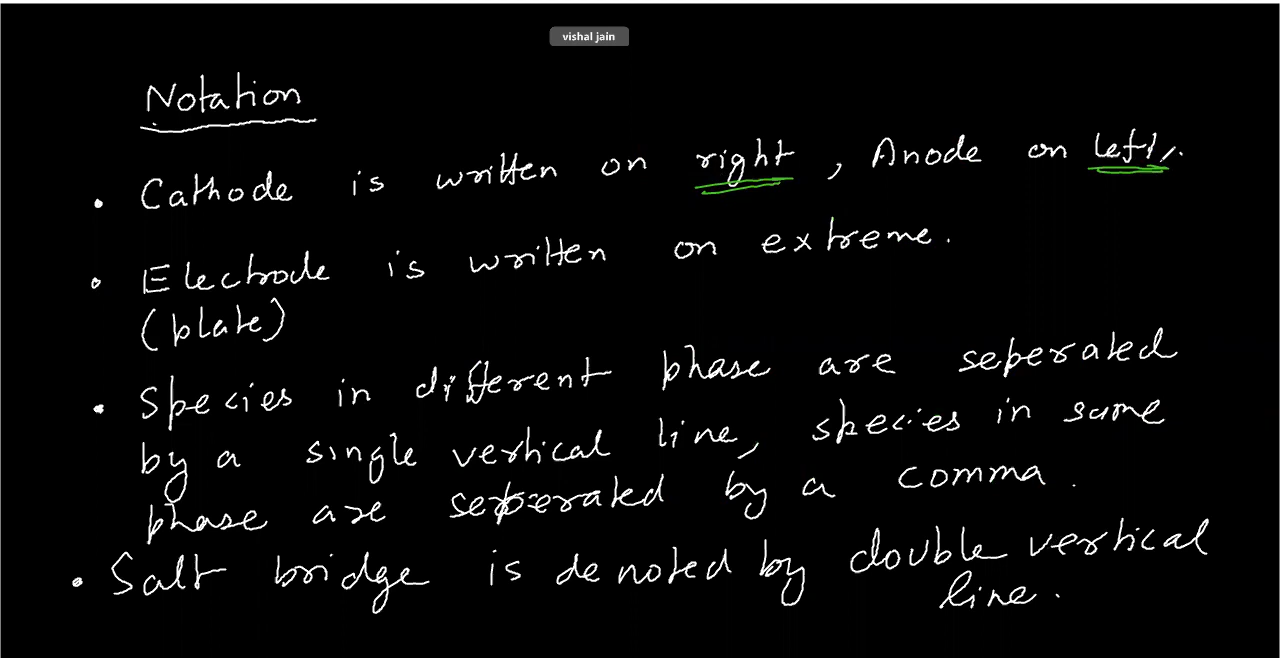 vishal jain
Notation
• Cathode is written on right, Anode on left.
• Electrode is written on extreme.
(plate)
• Species in different phase are seperated
by a single vertical line, species in same
phase are seperated by a comma.
• Salt bridge is denoted by double vertical
line.